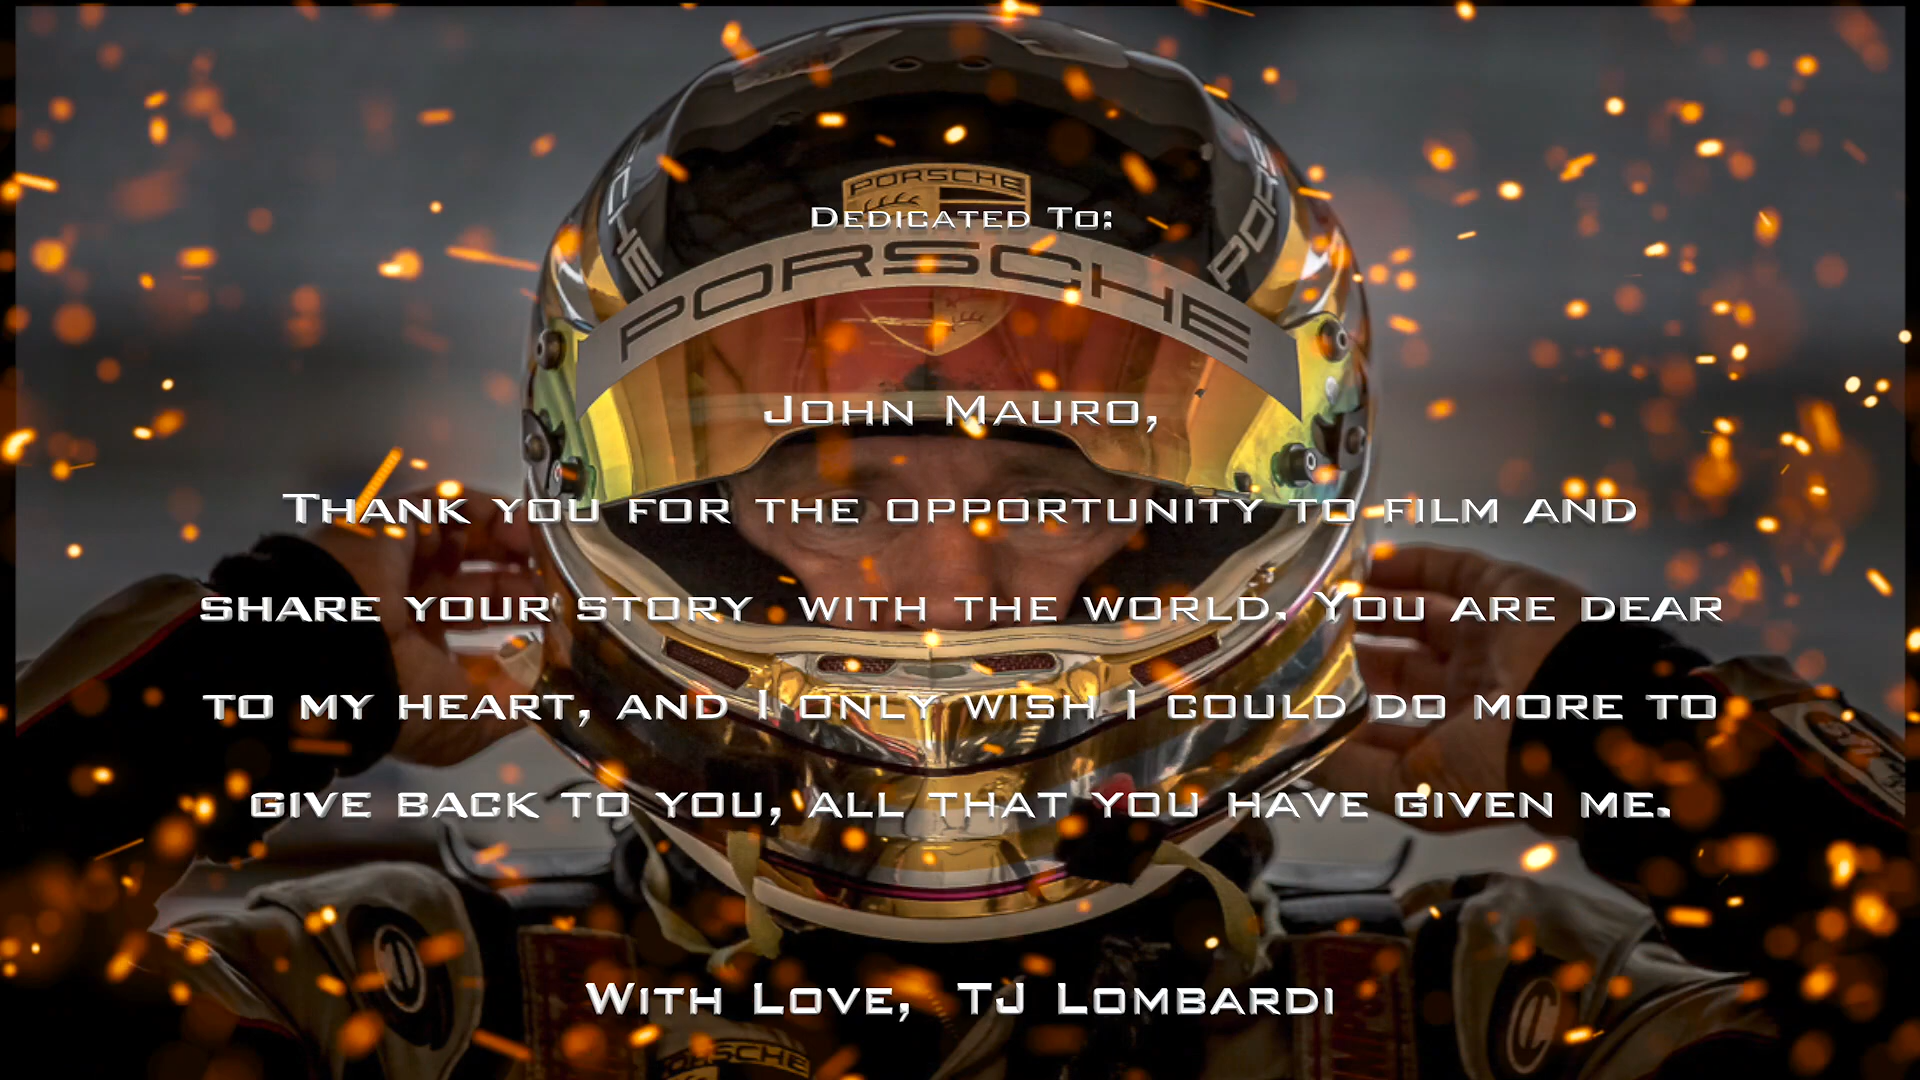 PORSCHE
Dedicated To:
PORSCHE
John Mauro,
Thank you for the opportunity to film and
share your story with the world. You are dear
to my heart, and I only wish I could do more to
give back to you, all that you have given me.
With Love, TJ Lombardi
PORSCHE